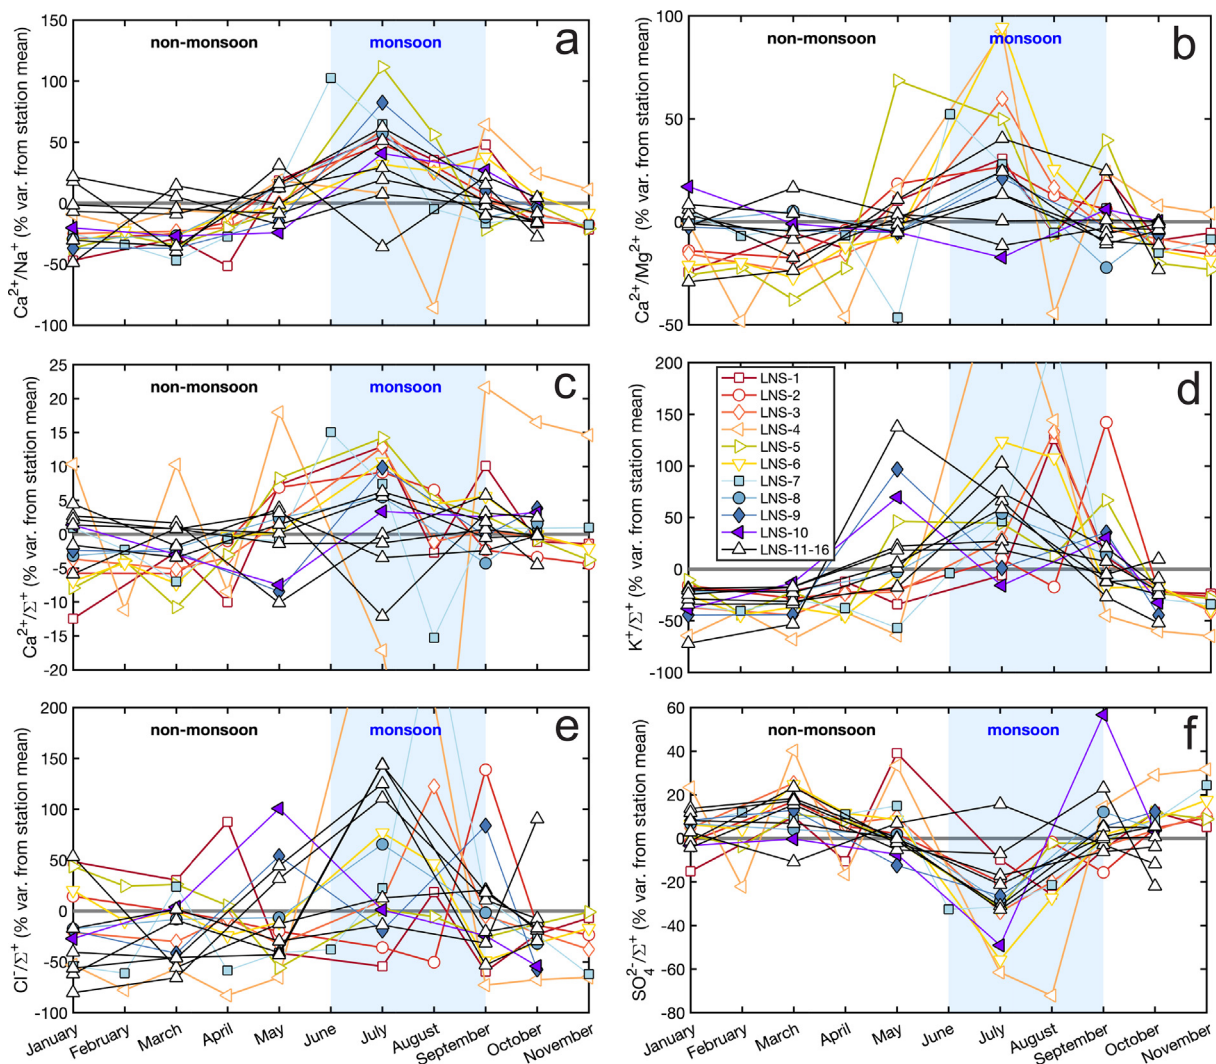 a
non-monsoon
monsoon
150
100
50
0
-50
-100
Ca²⁺/Na⁺ (% var. from station mean)
b
non-monsoon
monsoon
100
50
0
-50
Ca²⁺/Mg²⁺ (% var. from station mean)
c
non-monsoon
monsoon
25
20
15
10
5
0
-5
-10
-15
-20
Ca²⁺/Σ⁺ (% var. from station mean)
d
200
150
100
50
0
-50
-100
K⁺/Σ⁺ (% var. from station mean)
LNS-1
LNS-2
LNS-3
LNS-4
LNS-5
LNS-6
LNS-7
LNS-8
LNS-9
LNS-10
LNS-11-16
e
non-monsoon
monsoon
200
150
100
50
0
-50
-100
Cl⁻/Σ⁺ (% var. from station mean)
January
February
March
April
May
June
July
August
September
October
November
f
non-monsoon
monsoon
60
40
20
0
-20
-40
-60
-80
SO₄²⁻/Σ⁺ (% var. from station mean)
January
February
March
April
May
June
July
August
September
October
November